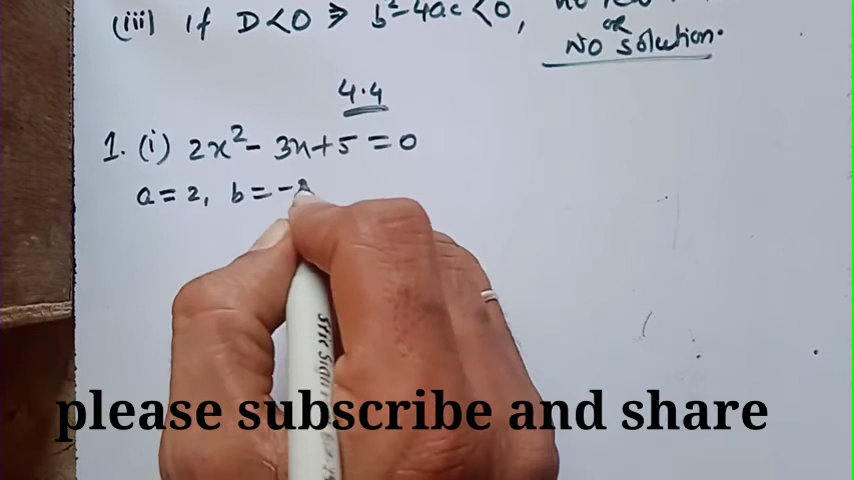 (iii) If D<0 ⇒ b²-4ac<0,
or
No solution.
4.4
1. (i) 2x²- 3x+5=0
a=2, b=-
please subscribe and share